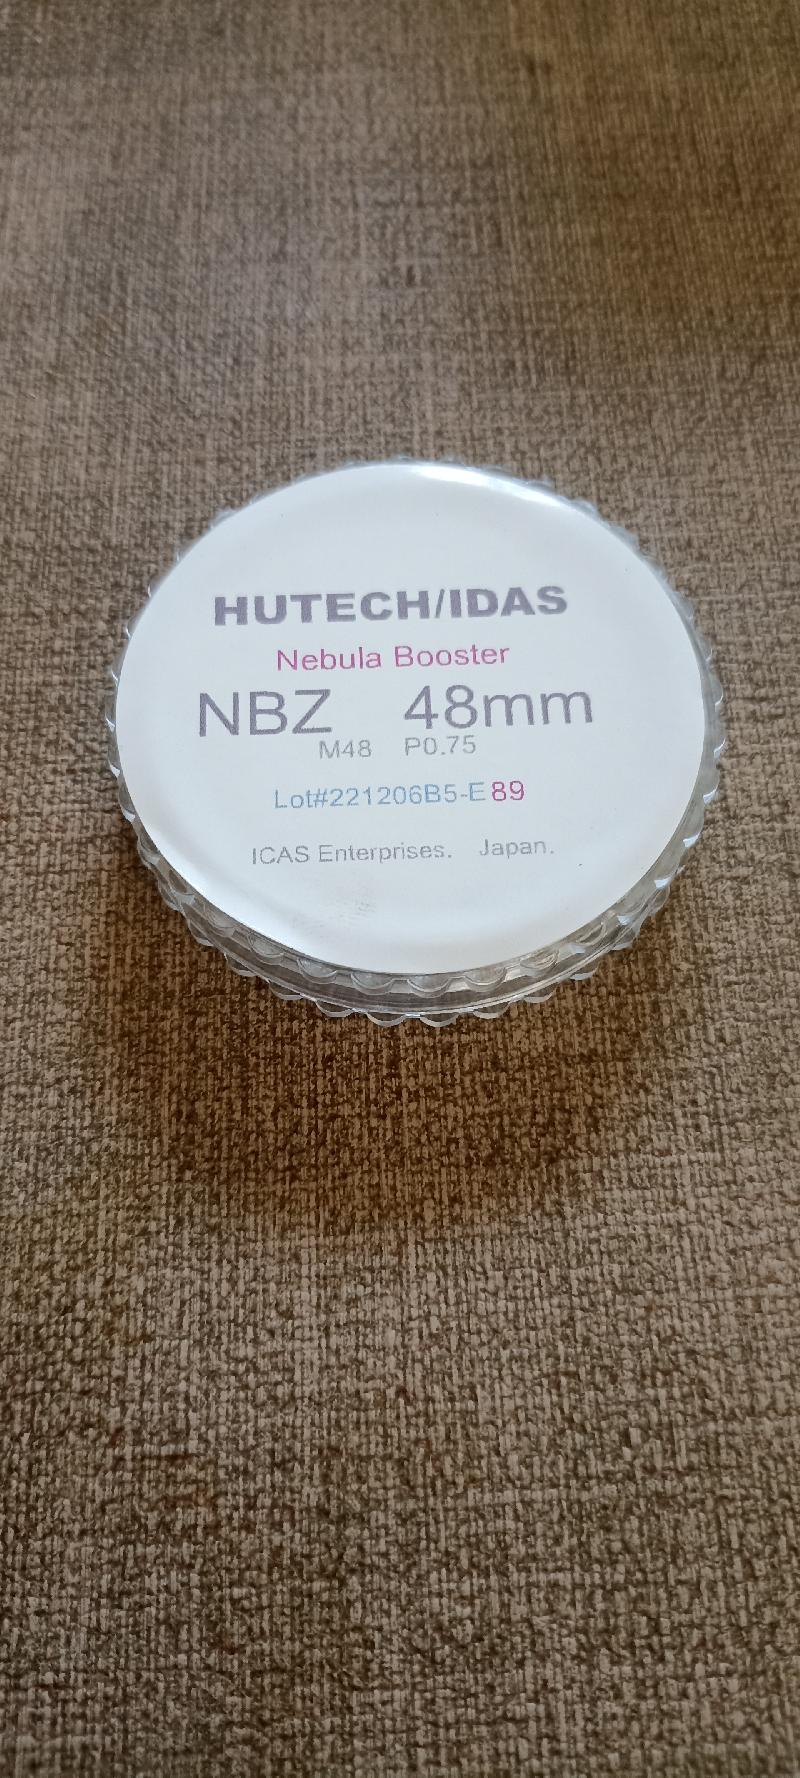 HUTECH/IDAS
Nebula Booster
NBZ 48mm
M48 P0.75
Lot#221206B5-E89
ICAS Enterprises. Japan.